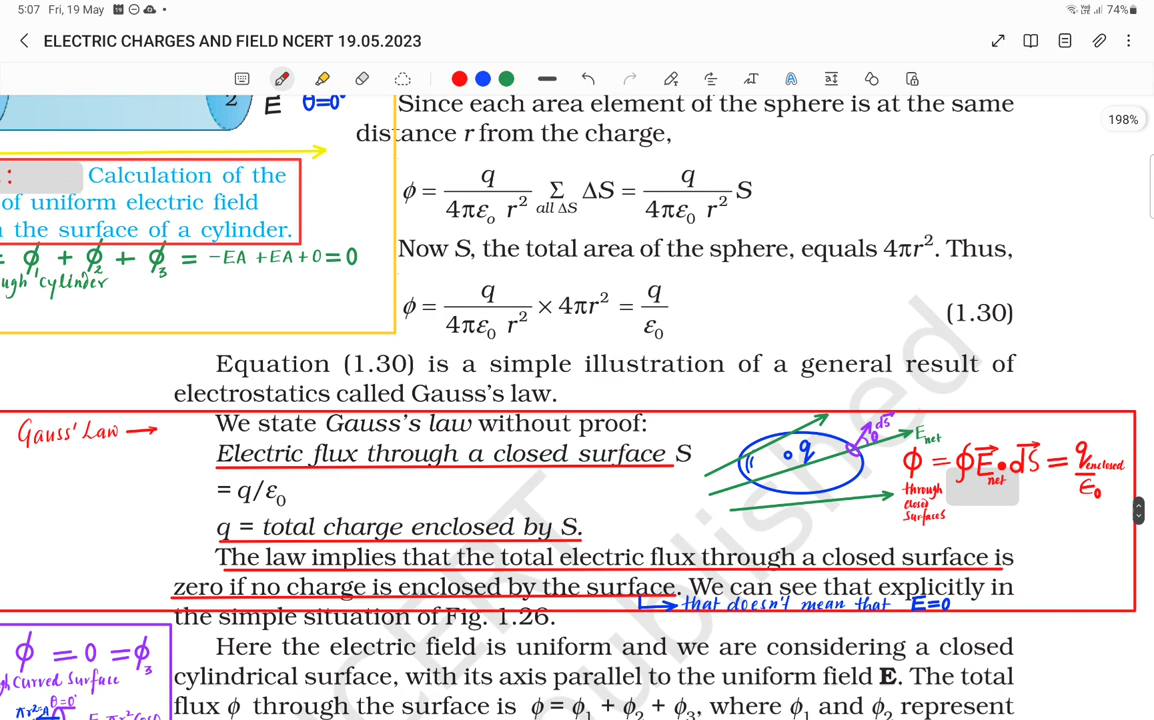 5:07 Fri, 19 May
74%
ELECTRIC CHARGES AND FIELD NCERT 19.05.2023
198%
2 E θ=0°
Since each area element of the sphere is at the same
distance r from the charge,
: Calculation of the
of uniform electric field
the surface of a cylinder.
= ϕ₁ + ϕ₂ + ϕ₃ = -EA +EA+0=0
cylinder
ϕ = q / (4πε₀ r²) Σ all ΔS ΔS = q / (4πε₀ r²) S
Now S, the total area of the sphere, equals 4πr². Thus,
ϕ = q / (4πε₀ r²) × 4πr² = q / ε₀ (1.30)
Equation (1.30) is a simple illustration of a general result of
electrostatics called Gauss's law.
Gauss' Law →
We state Gauss's law without proof:
Electric flux through a closed surface S
= q/ε₀
q = total charge enclosed by S.
q θ dS E net
ϕ through closed surfaces = ∮ E net • dS = q enclosed / ε₀
The law implies that the total electric flux through a closed surface is
zero if no charge is enclosed by the surface. We can see that explicitly in
that doesn't mean that E=0
the simple situation of Fig. 1.26.
Here the electric field is uniform and we are considering a closed
cylindrical surface, with its axis parallel to the uniform field E. The total
flux ϕ through the surface is ϕ = ϕ₁ + ϕ₂ + ϕ₃, where ϕ₁ and ϕ₂ represent
ϕ = 0 = ϕ₃
Curved Surface
θ=0°
πr²=A